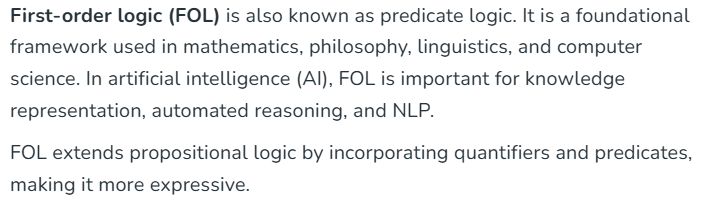 First-order logic (FOL) is also known as predicate logic. It is a foundational
framework used in mathematics, philosophy, linguistics, and computer
science. In artificial intelligence (AI), FOL is important for knowledge
representation, automated reasoning, and NLP.
FOL extends propositional logic by incorporating quantifiers and predicates,
making it more expressive.